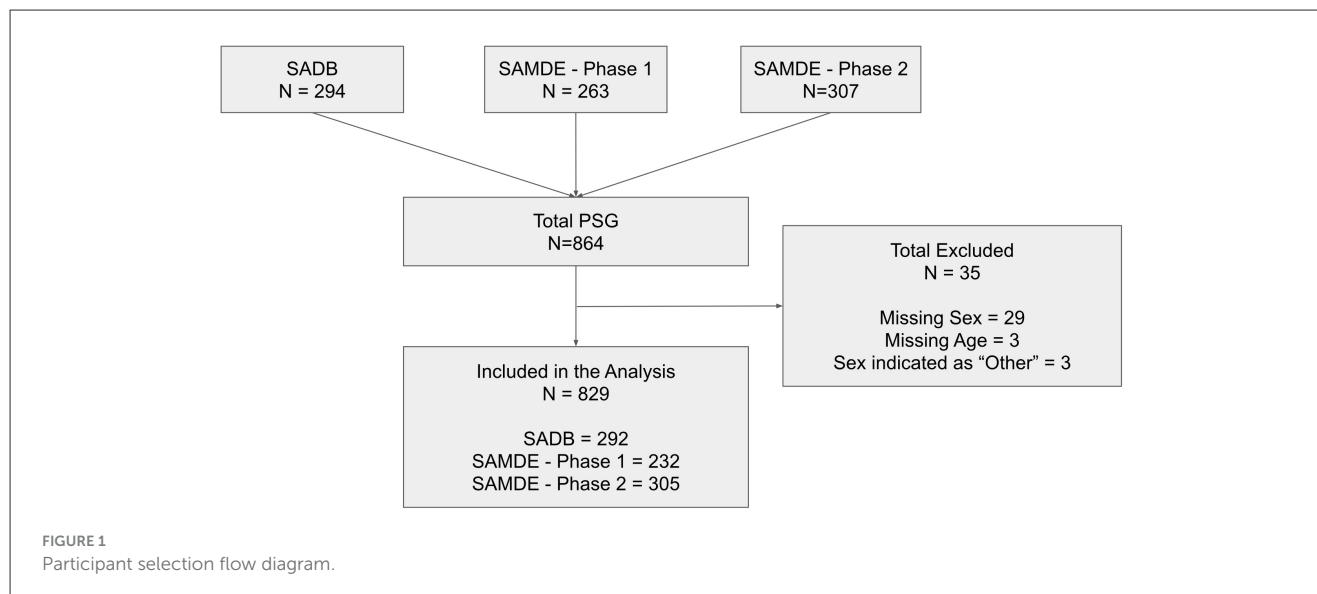 SADB
N = 294
SAMDE - Phase 1
N = 263
SAMDE - Phase 2
N=307
Total PSG
N=864
Total Excluded
N = 35
Missing Sex = 29
Missing Age = 3
Sex indicated as “Other” = 3
Included in the Analysis
N = 829
SADB = 292
SAMDE - Phase 1 = 232
SAMDE - Phase 2 = 305
FIGURE 1
Participant selection flow diagram.